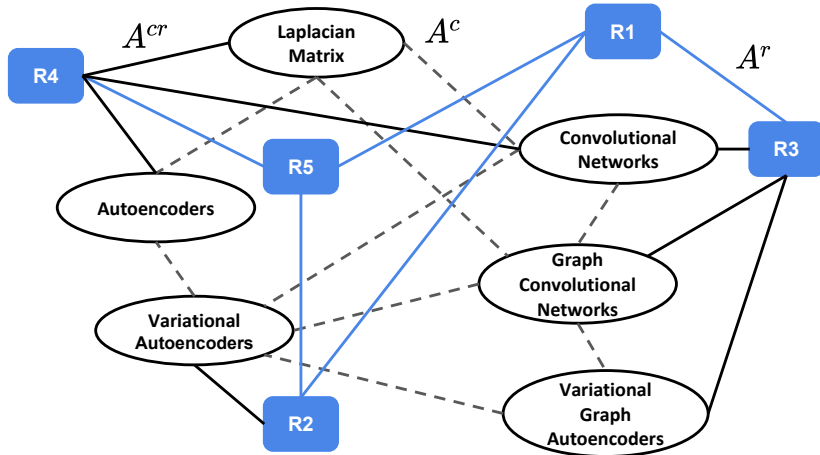 A^{cr}
Laplacian
Matrix
A^{c}
R1
A^{r}
R4
Convolutional
Networks
R3
R5
Autoencoders
Graph
Convolutional
Networks
Variational
Autoencoders
Variational
Graph
Autoencoders
R2